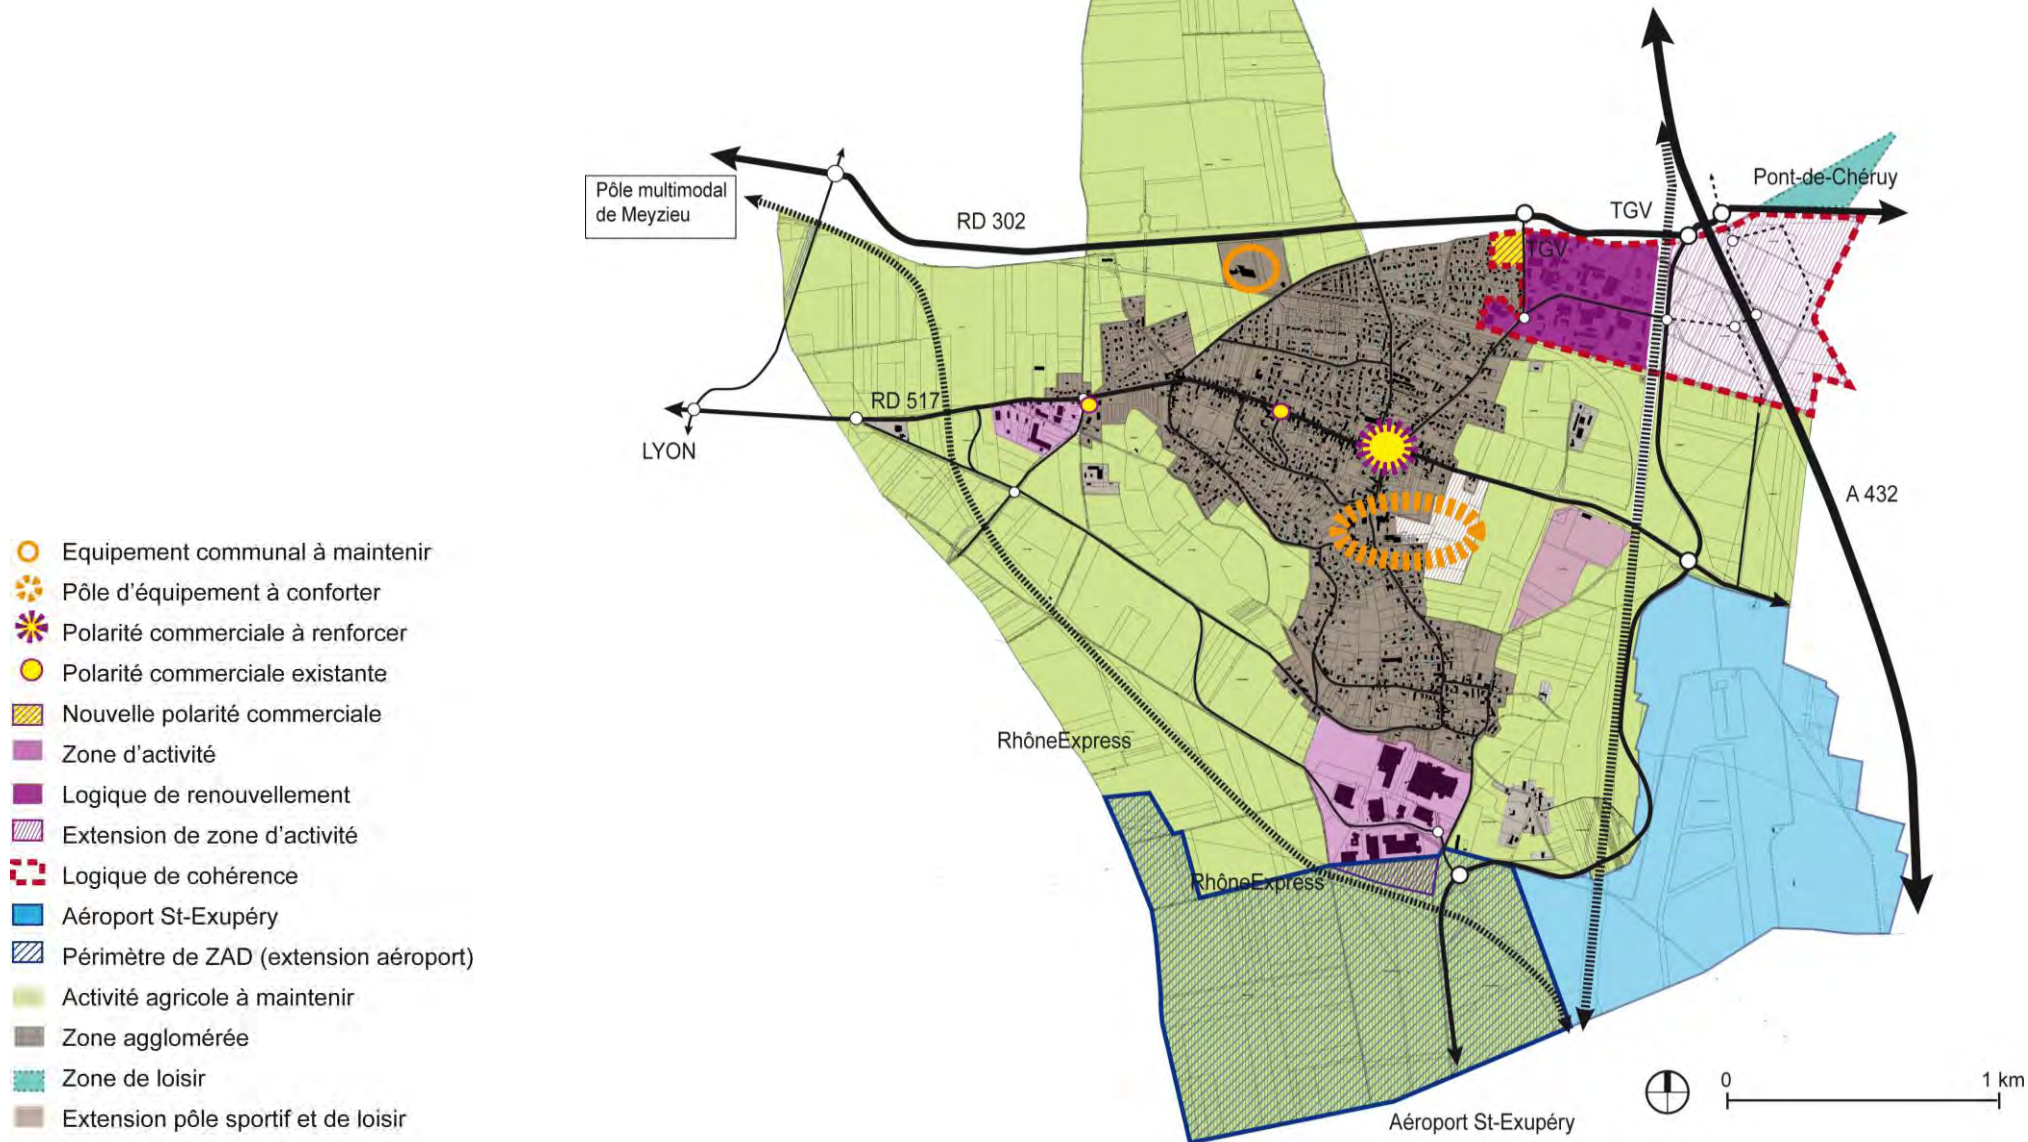 Pôle multimodal
de Meyzieu
RD 302
TGV
Pont-de-Chéruy
TGV
RD 517
LYON
A 432
RhôneExpress
RhôneExpress
Aéroport St-Exupéry
0 1 km
Equipement communal à maintenir
Pôle d'équipement à conforter
Polarité commerciale à renforcer
Polarité commerciale existante
Nouvelle polarité commerciale
Zone d'activité
Logique de renouvellement
Extension de zone d'activité
Logique de cohérence
Aéroport St-Exupéry
Périmètre de ZAD (extension aéroport)
Activité agricole à maintenir
Zone agglomérée
Zone de loisir
Extension pôle sportif et de loisir